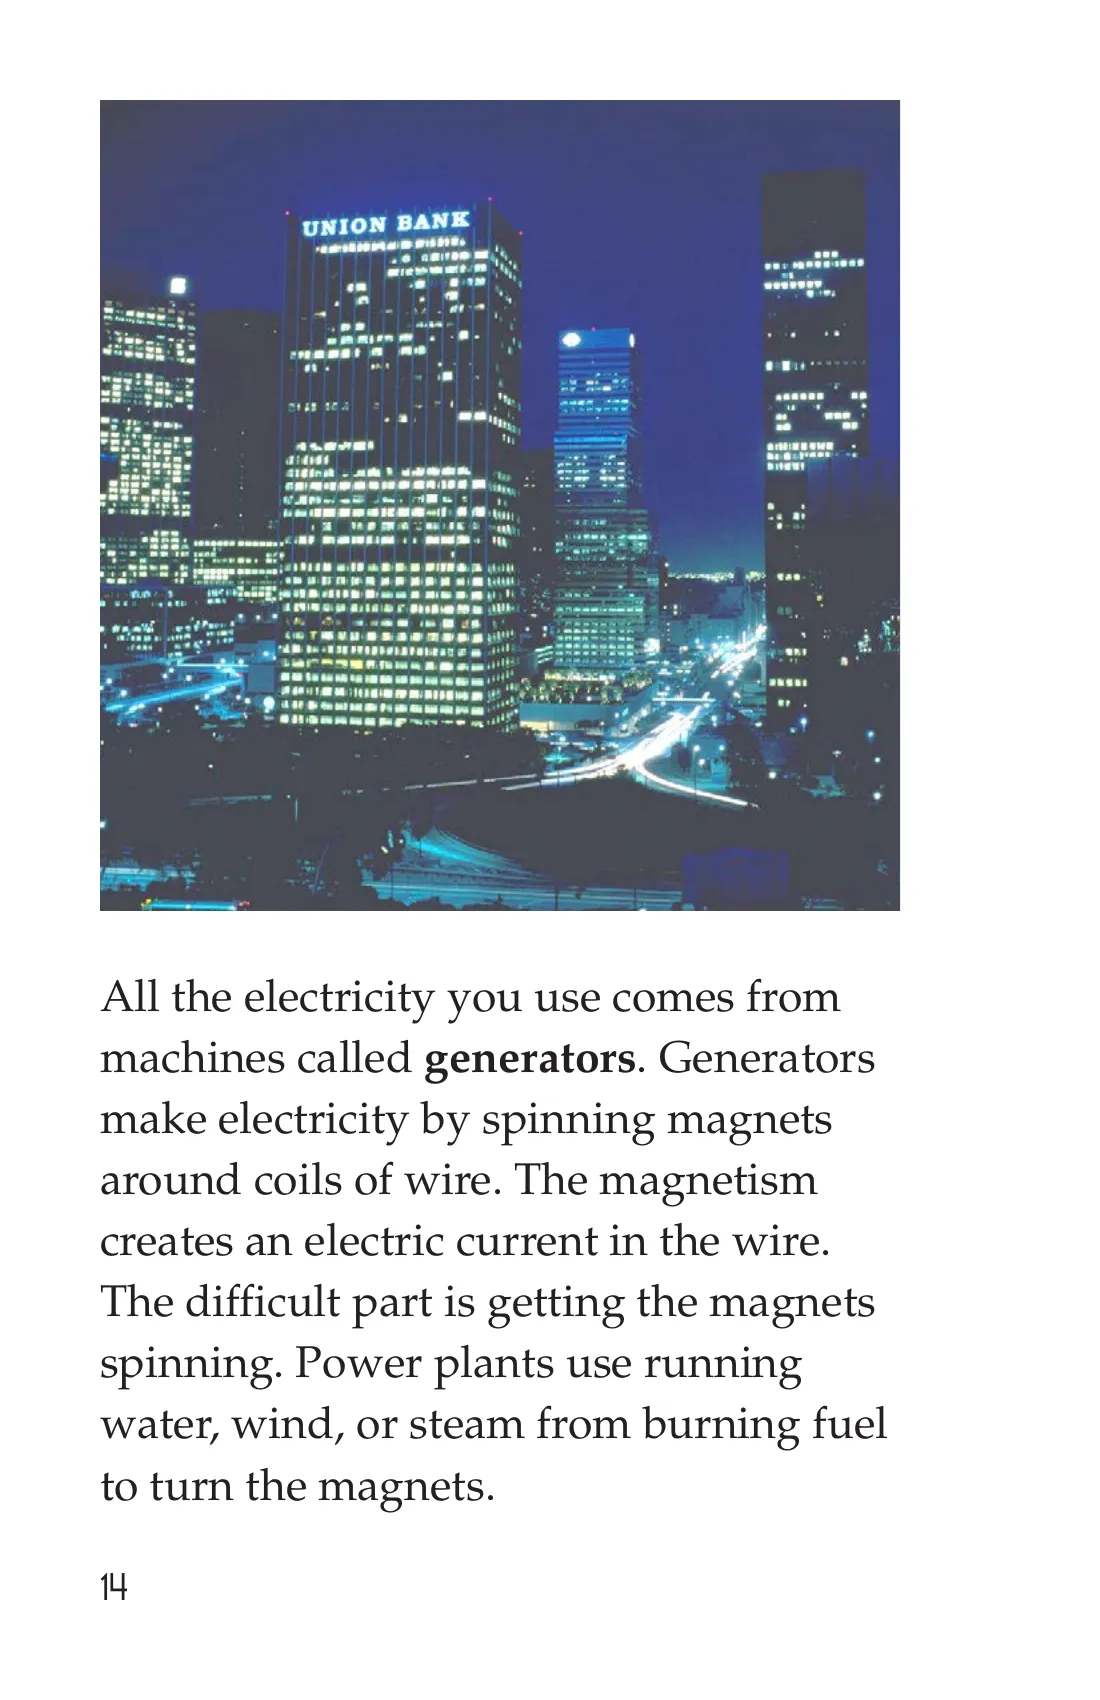 UNION BANK
All the electricity you use comes from
machines called generators. Generators
make electricity by spinning magnets
around coils of wire. The magnetism
creates an electric current in the wire.
The difficult part is getting the magnets
spinning. Power plants use running
water, wind, or steam from burning fuel
to turn the magnets.
14